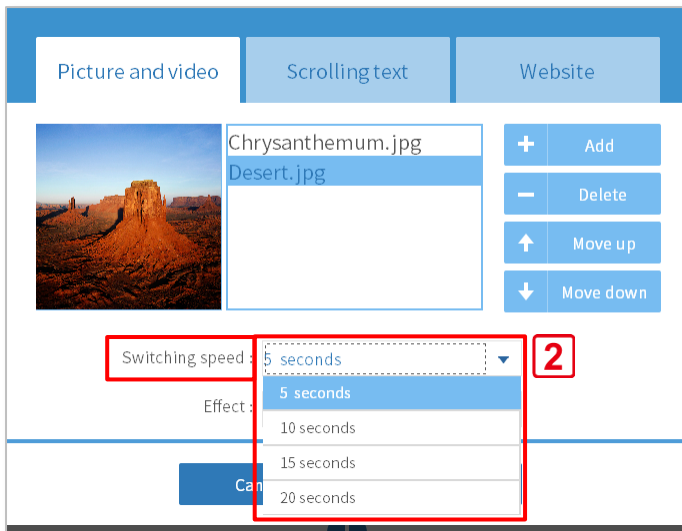 Picture and video
Scrolling text
Website
Chrysanthemum.jpg
Desert.jpg
Add
Delete
Move up
Move down
Switching speed : 5 seconds
2
5 seconds
Effect :
10 seconds
15 seconds
20 seconds